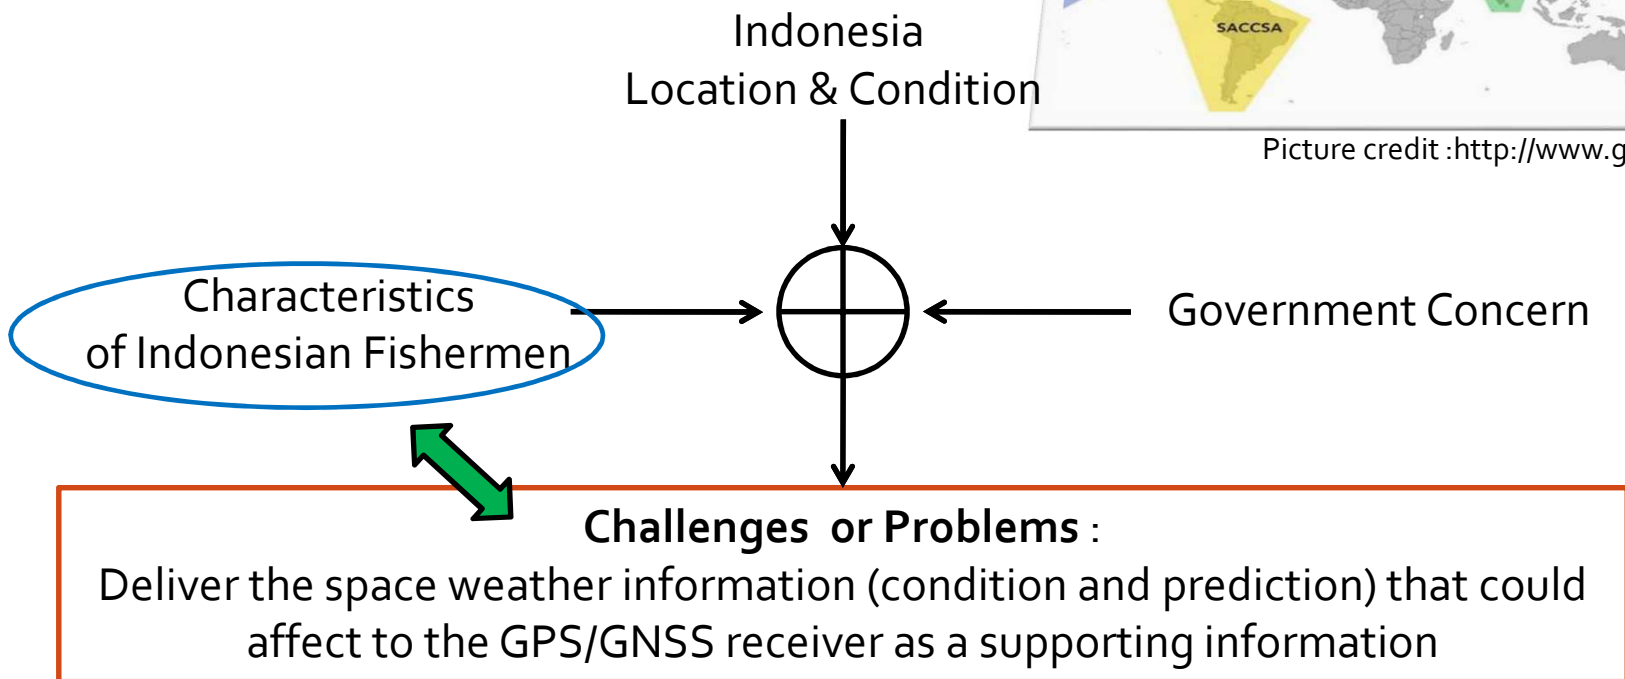 SACCSA
Indonesia
Location & Condition
Picture credit :http://www.g
Characteristics
of Indonesian Fishermen
Government Concern
Challenges or Problems :
Deliver the space weather information (condition and prediction) that could
affect to the GPS/GNSS receiver as a supporting information